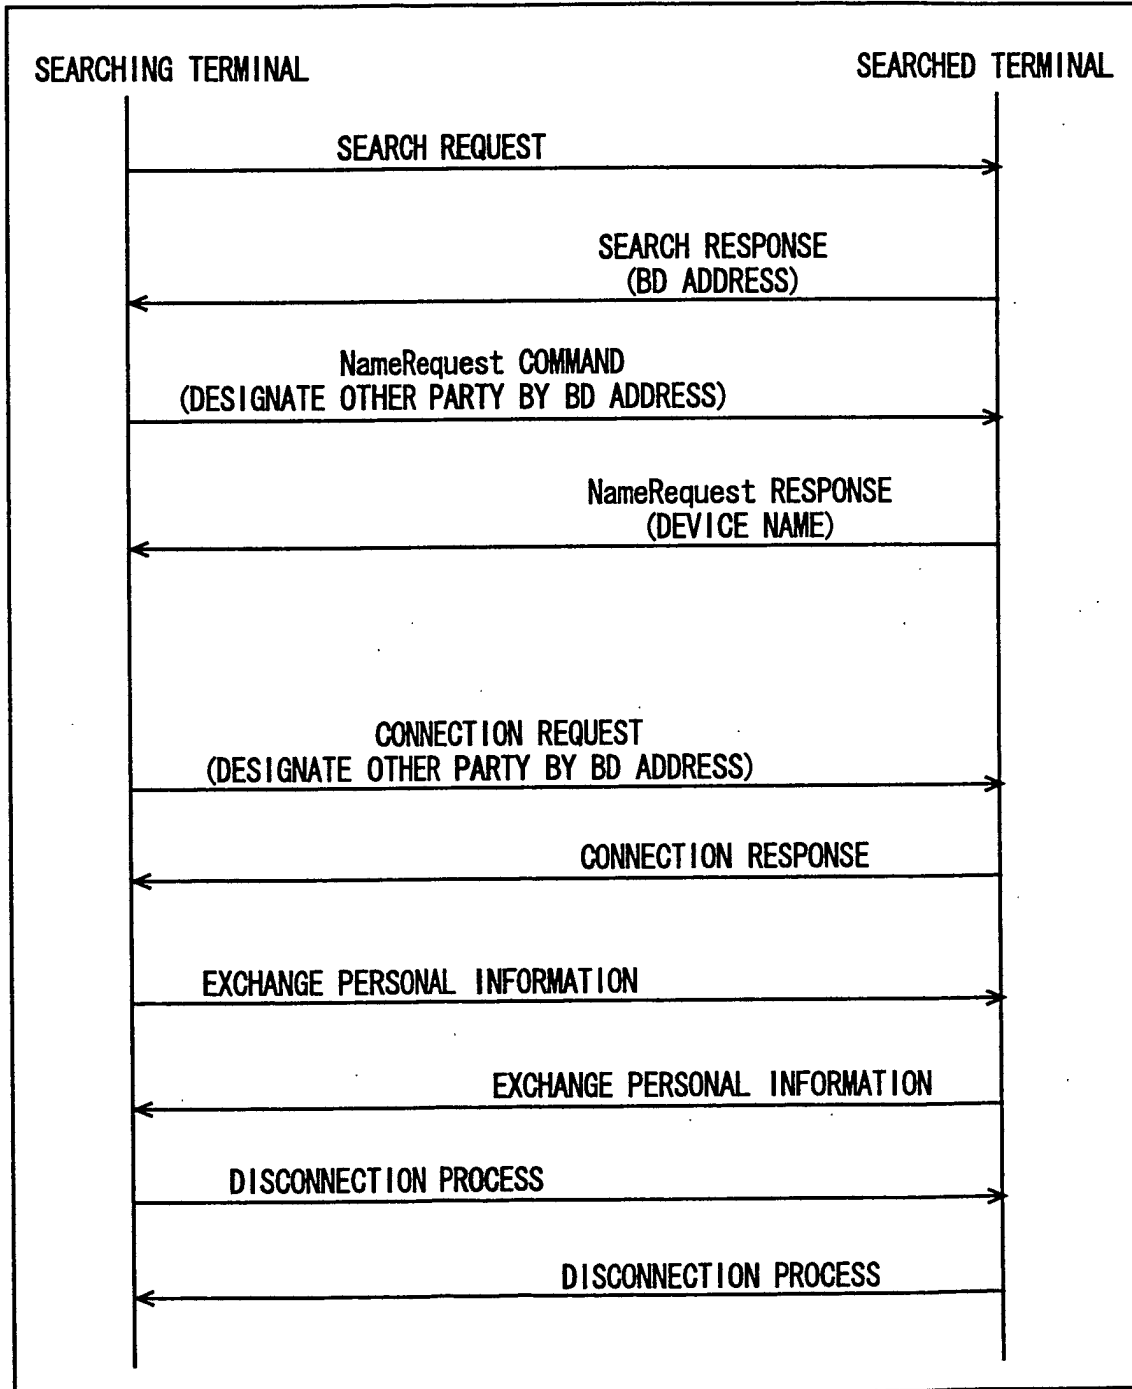 SEARCHING TERMINAL
SEARCHED TERMINAL
SEARCH REQUEST
SEARCH RESPONSE
(BD ADDRESS)
NameRequest COMMAND
(DESIGNATE OTHER PARTY BY BD ADDRESS)
NameRequest RESPONSE
(DEVICE NAME)
CONNECTION REQUEST
(DESIGNATE OTHER PARTY BY BD ADDRESS)
CONNECTION RESPONSE
EXCHANGE PERSONAL INFORMATION
EXCHANGE PERSONAL INFORMATION
DISCONNECTION PROCESS
DISCONNECTION PROCESS